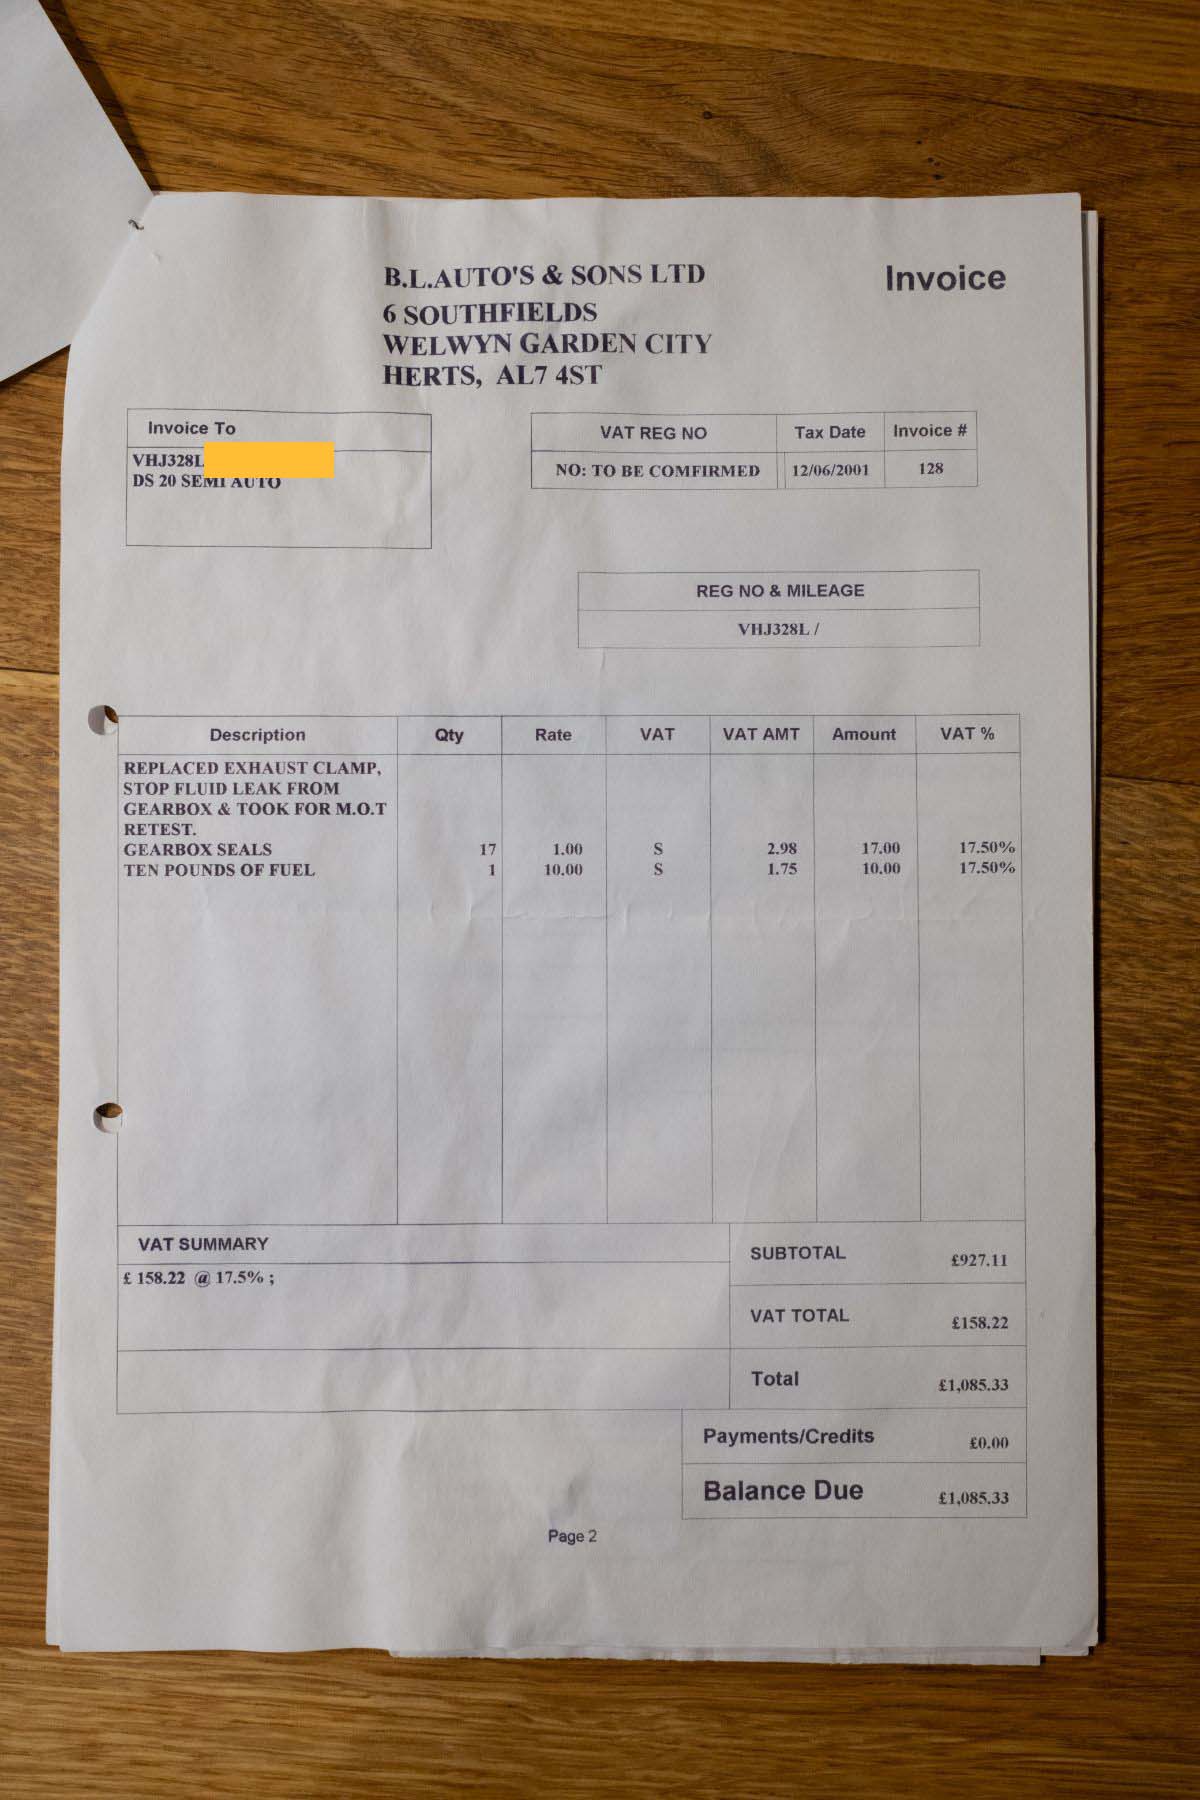 B.L.AUTO'S & SONS LTD
Invoice
6 SOUTHFIELDS
WELWYN GARDEN CITY
HERTS, AL7 4ST
Invoice To
VHJ328L
DS 20 SEMI AUTO
VAT REG NO Tax Date Invoice #
NO: TO BE COMFIRMED 12/06/2001 128
REG NO & MILEAGE
VHJ328L /
Description Qty Rate VAT VAT AMT Amount VAT %
REPLACED EXHAUST CLAMP,
STOP FLUID LEAK FROM
GEARBOX & TOOK FOR M.O.T
RETEST.
GEARBOX SEALS 17 1.00 S 2.98 17.00 17.50%
TEN POUNDS OF FUEL 1 10.00 S 1.75 10.00 17.50%
VAT SUMMARY
£ 158.22 @ 17.5% ;
SUBTOTAL £927.11
VAT TOTAL £158.22
Total £1,085.33
Payments/Credits £0.00
Balance Due £1,085.33
Page 2